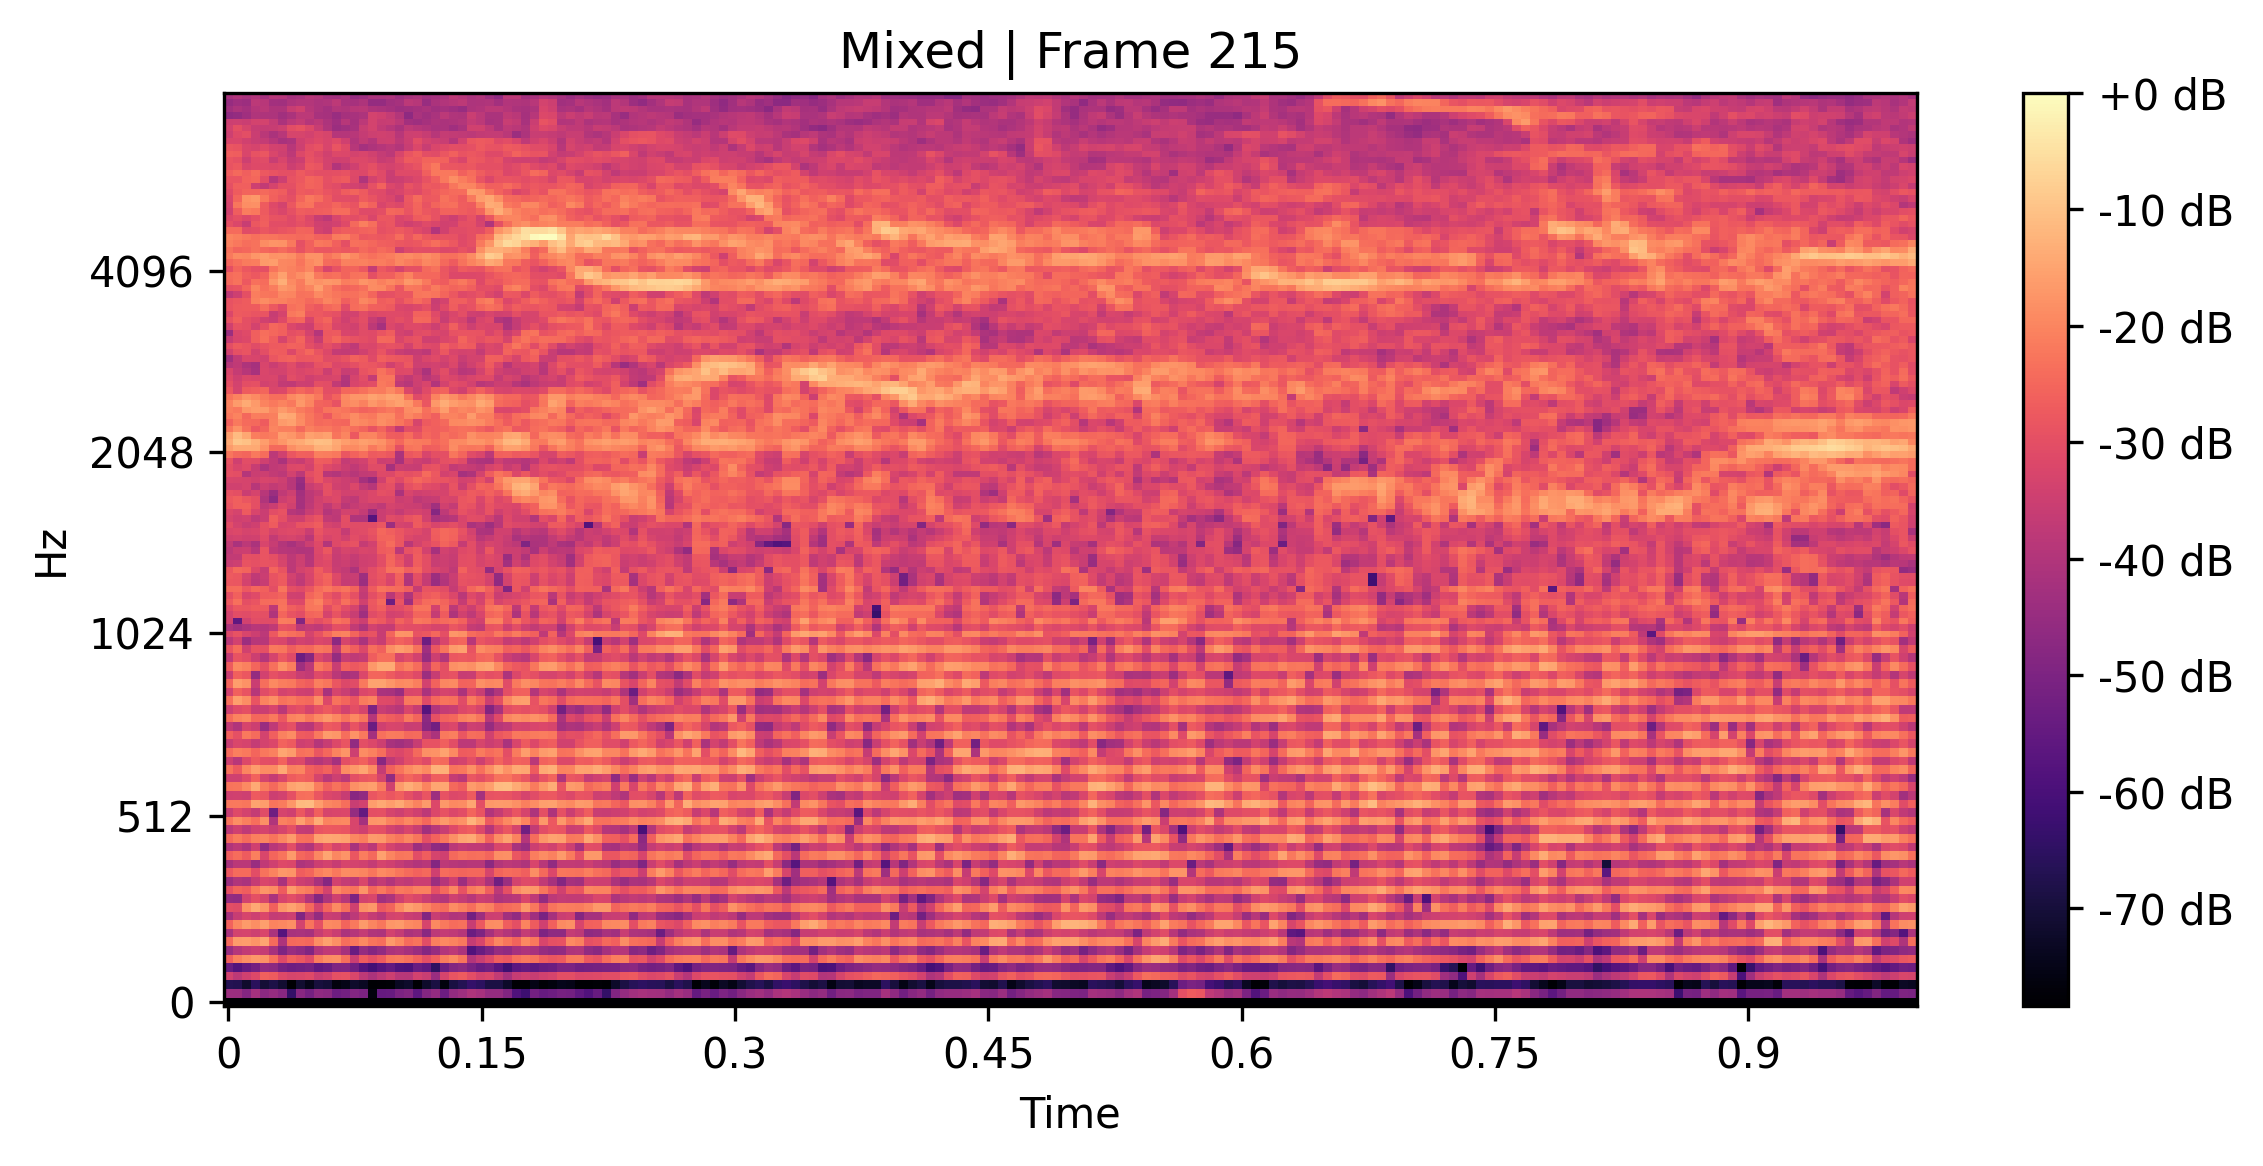 Mixed | Frame 215
+0 dB
-10 dB
-20 dB
-30 dB
-40 dB
-50 dB
-60 dB
-70 dB
4096
2048
1024
512
0
Hz
0 0.15 0.3 0.45 0.6 0.75 0.9
Time